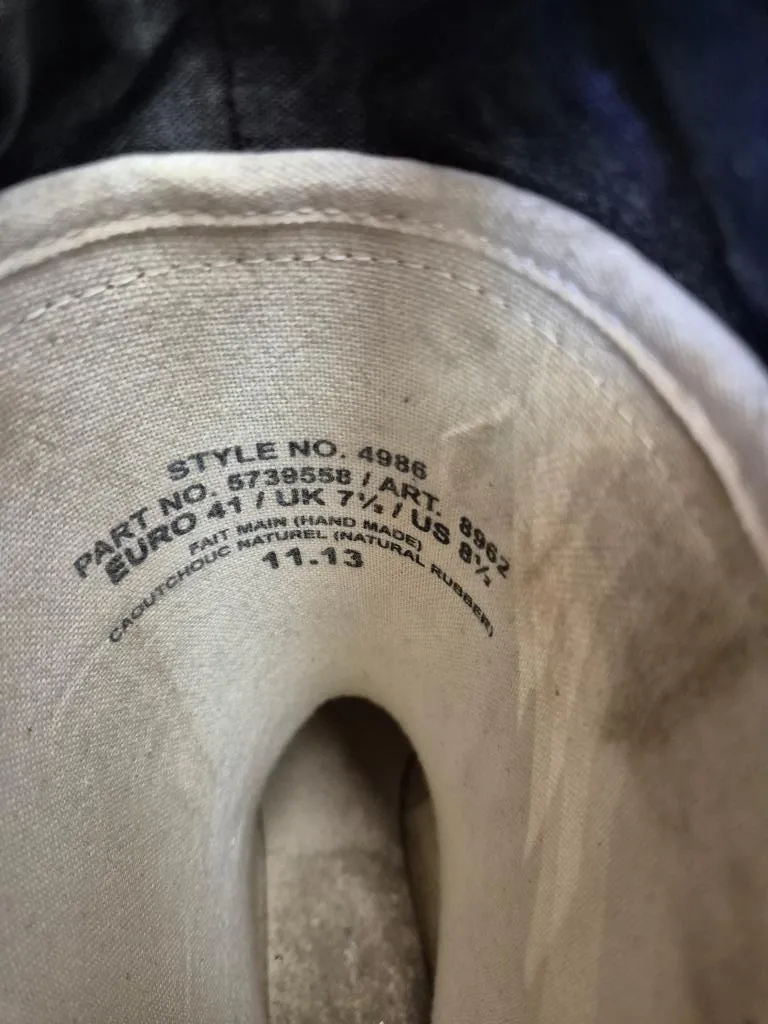 STYLE NO. 4986
PART NO. 5739558 / ART. 8962
EURO 41 / UK 7½ / US 8½
FAIT MAIN (HAND MADE)
CAOUTCHOUC NATUREL (NATURAL RUBBER)
11.13